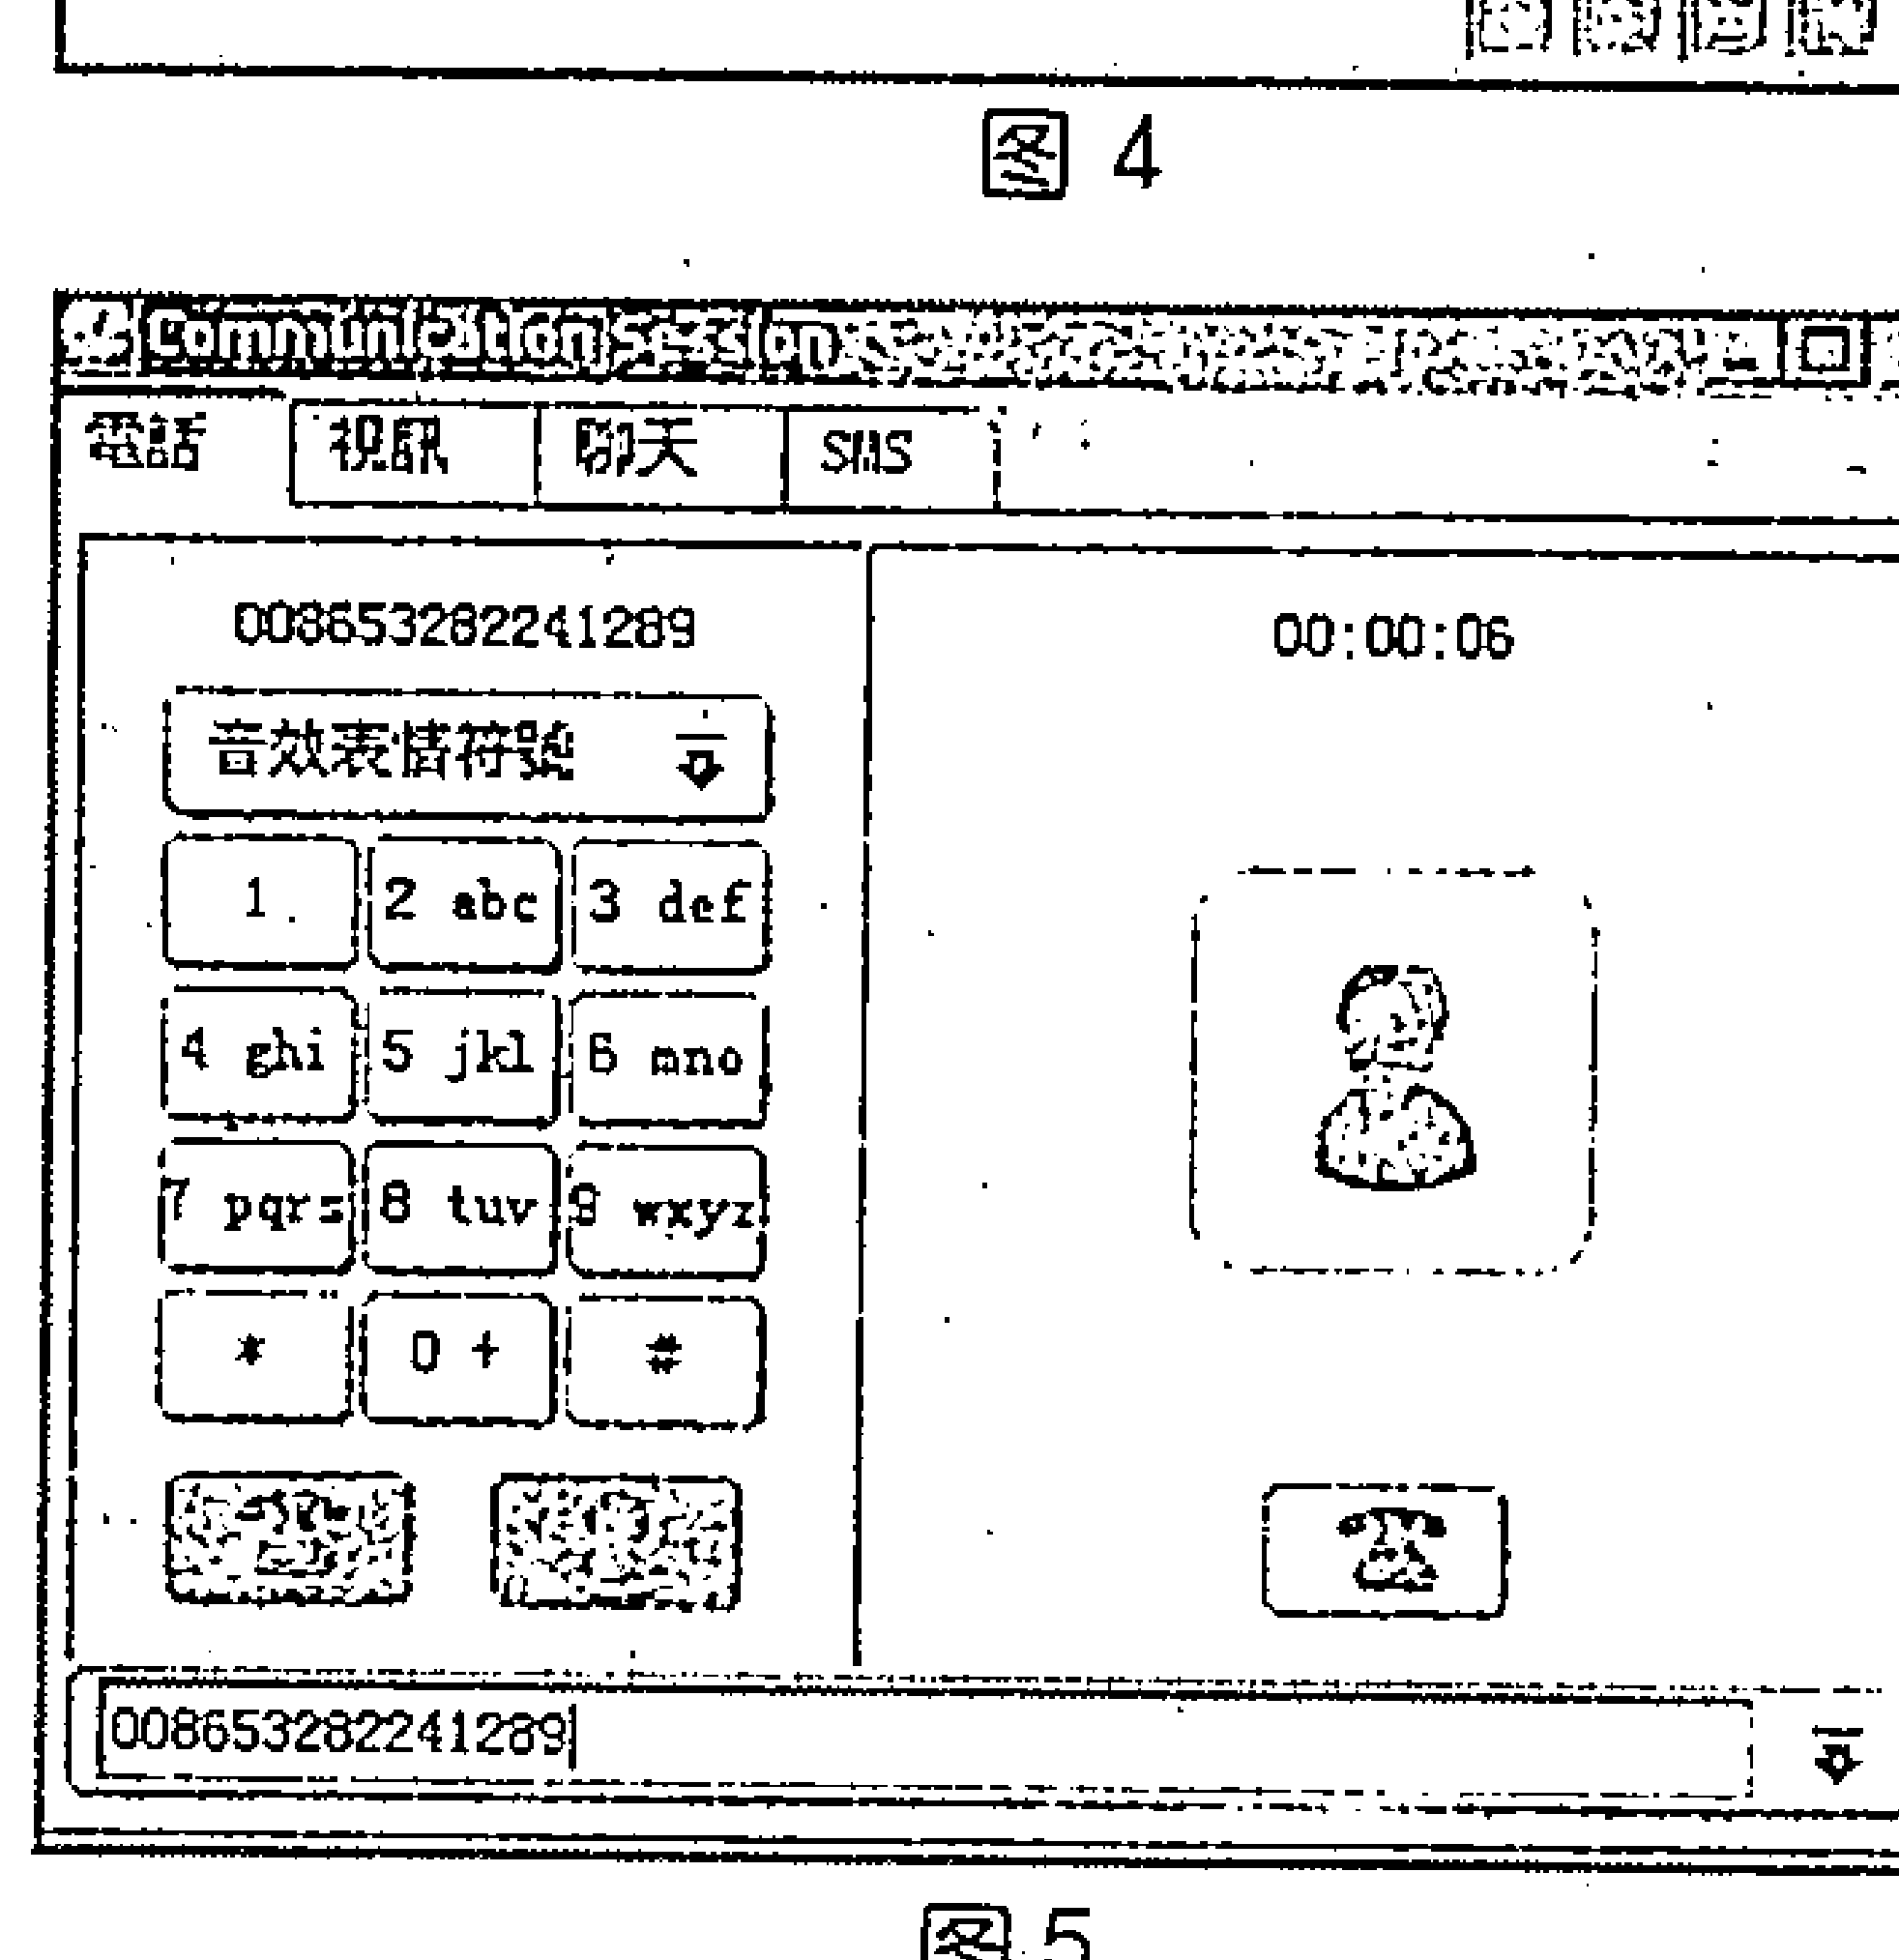 图 4
Communication session
電話 視訊 聊天 SMS
008653282241289
00:00:06
音效表情符號
1 2 abc 3 def
4 ghi 5 jkl 6 mno
7 pqrs 8 tuv 9 wxyz
* 0 + #
008653282241289
图 5